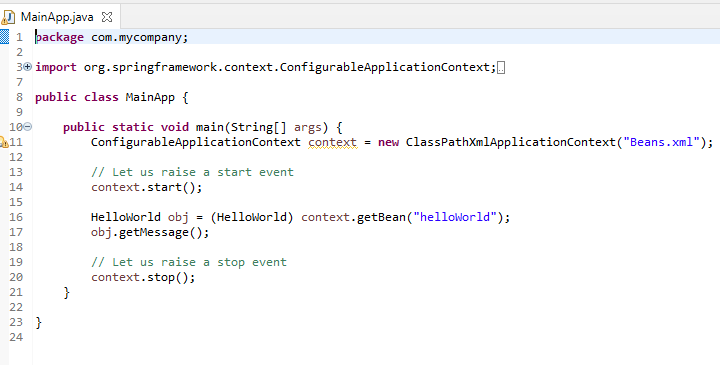 MainApp.java
1 package com.mycompany;
2
3 import org.springframework.context.ConfigurableApplicationContext;
7
8 public class MainApp {
9
10 public static void main(String[] args) {
11 ConfigurableApplicationContext context = new ClassPathXmlApplicationContext("Beans.xml");
12
13 // Let us raise a start event
14 context.start();
15
16 HelloWorld obj = (HelloWorld) context.getBean("helloWorld");
17 obj.getMessage();
18
19 // Let us raise a stop event
20 context.stop();
21 }
22
23 }
24